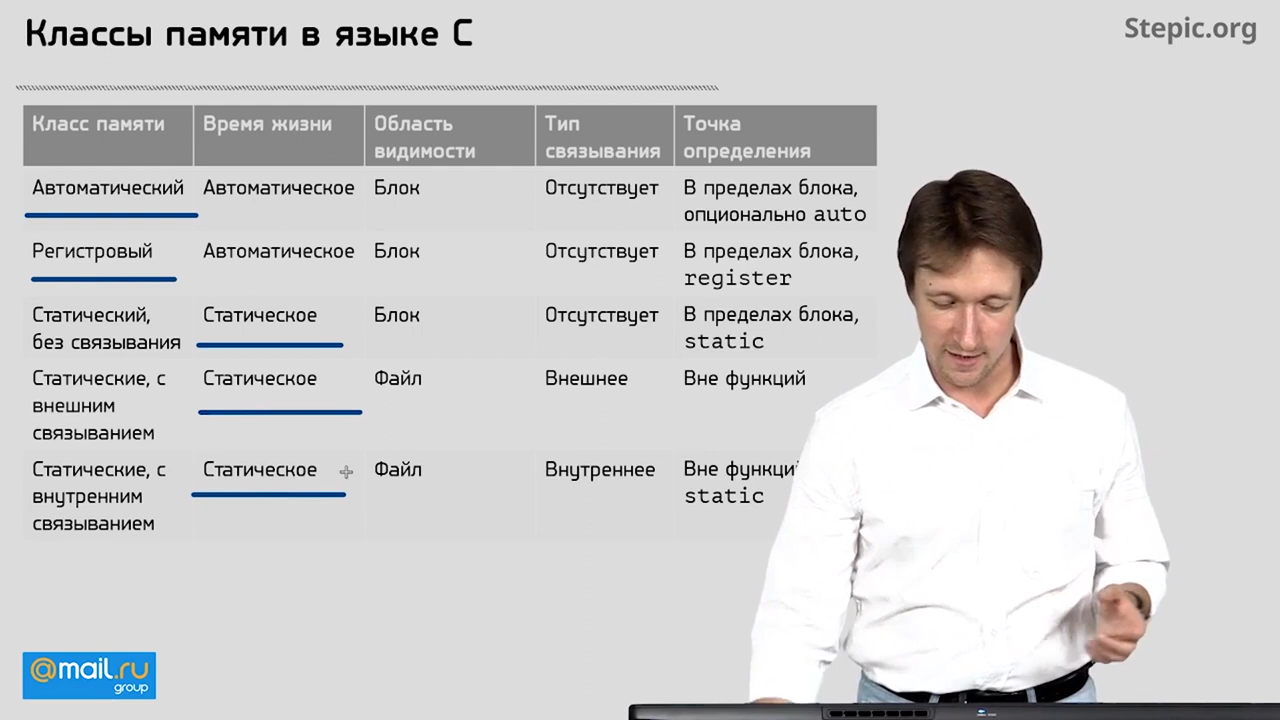 Классы памяти в языке C
Stepic.org
Класс памяти
Время жизни
Область
видимости
Тип
связывания
Точка
определения
Автоматический
Автоматическое
Блок
Отсутствует
В пределах блока,
опционально auto
Регистровый
Автоматическое
Блок
Отсутствует
В пределах блока,
register
Статический,
без связывания
Статическое
Блок
Отсутствует
В пределах блока,
static
Статические, с
внешним
связыванием
Статическое
Файл
Внешнее
Вне функций
Статические, с
внутренним
связыванием
Статическое
Файл
Внутреннее
Вне функций
static
@mail.ru
group